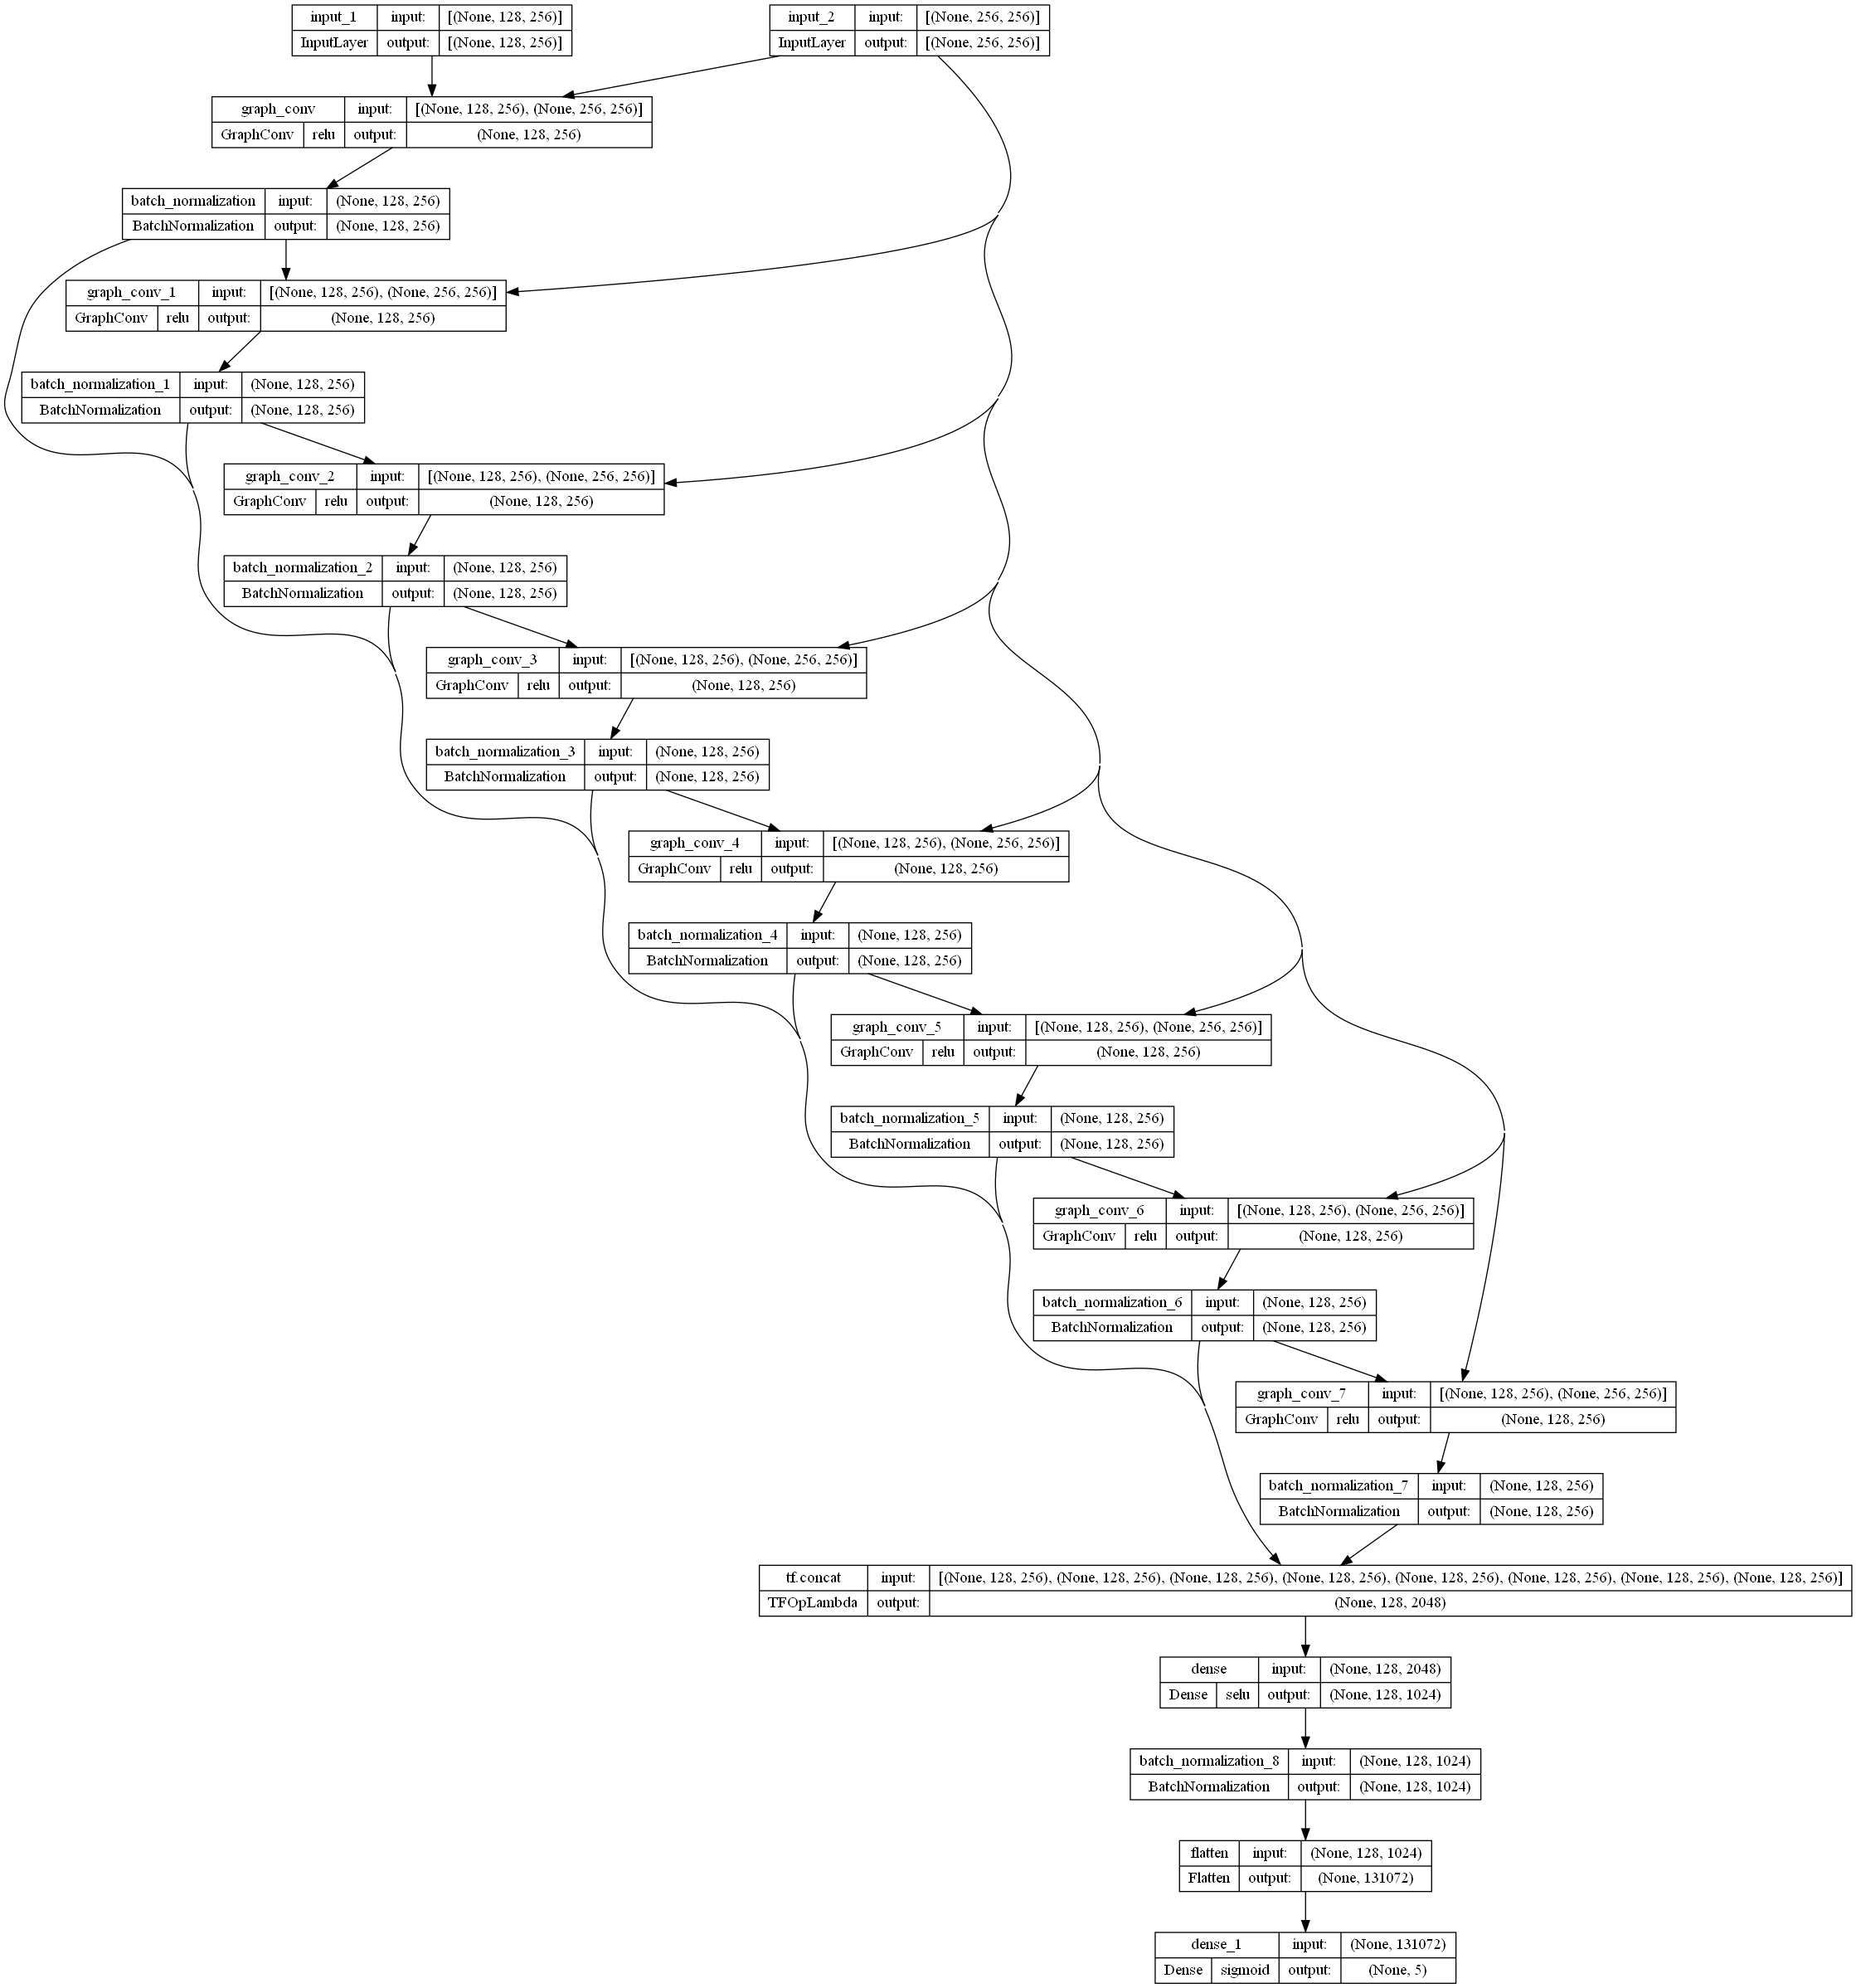 input_1 input: [(None, 128, 256)]
InputLayer output: [(None, 128, 256)]
input_2 input: [(None, 256, 256)]
InputLayer output: [(None, 256, 256)]
graph_conv input: [(None, 128, 256), (None, 256, 256)]
GraphConv relu output: (None, 128, 256)
batch_normalization input: (None, 128, 256)
BatchNormalization output: (None, 128, 256)
graph_conv_1 input: [(None, 128, 256), (None, 256, 256)]
GraphConv relu output: (None, 128, 256)
batch_normalization_1 input: (None, 128, 256)
BatchNormalization output: (None, 128, 256)
graph_conv_2 input: [(None, 128, 256), (None, 256, 256)]
GraphConv relu output: (None, 128, 256)
batch_normalization_2 input: (None, 128, 256)
BatchNormalization output: (None, 128, 256)
graph_conv_3 input: [(None, 128, 256), (None, 256, 256)]
GraphConv relu output: (None, 128, 256)
batch_normalization_3 input: (None, 128, 256)
BatchNormalization output: (None, 128, 256)
graph_conv_4 input: [(None, 128, 256), (None, 256, 256)]
GraphConv relu output: (None, 128, 256)
batch_normalization_4 input: (None, 128, 256)
BatchNormalization output: (None, 128, 256)
graph_conv_5 input: [(None, 128, 256), (None, 256, 256)]
GraphConv relu output: (None, 128, 256)
batch_normalization_5 input: (None, 128, 256)
BatchNormalization output: (None, 128, 256)
graph_conv_6 input: [(None, 128, 256), (None, 256, 256)]
GraphConv relu output: (None, 128, 256)
batch_normalization_6 input: (None, 128, 256)
BatchNormalization output: (None, 128, 256)
graph_conv_7 input: [(None, 128, 256), (None, 256, 256)]
GraphConv relu output: (None, 128, 256)
batch_normalization_7 input: (None, 128, 256)
BatchNormalization output: (None, 128, 256)
tf.concat input: [(None, 128, 256), (None, 128, 256), (None, 128, 256), (None, 128, 256), (None, 128, 256), (None, 128, 256), (None, 128, 256), (None, 128, 256)]
TFOpLambda output: (None, 128, 2048)
dense input: (None, 128, 2048)
Dense selu output: (None, 128, 1024)
batch_normalization_8 input: (None, 128, 1024)
BatchNormalization output: (None, 128, 1024)
flatten input: (None, 128, 1024)
Flatten output: (None, 131072)
dense_1 input: (None, 131072)
Dense sigmoid output: (None, 5)